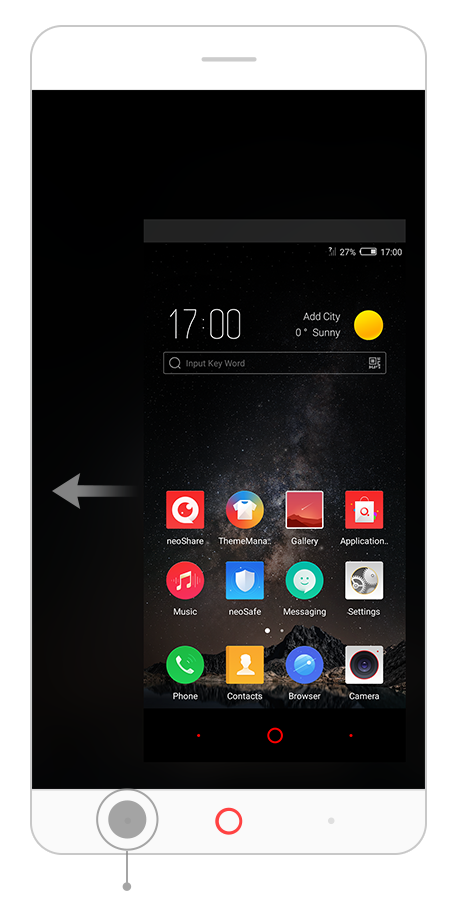 27% 17:00
17:00
Add City
0° Sunny
Input Key Word
neoShare ThemeMana.. Gallery Application..
Music neoSafe Messaging Settings
Phone Contacts Browser Camera